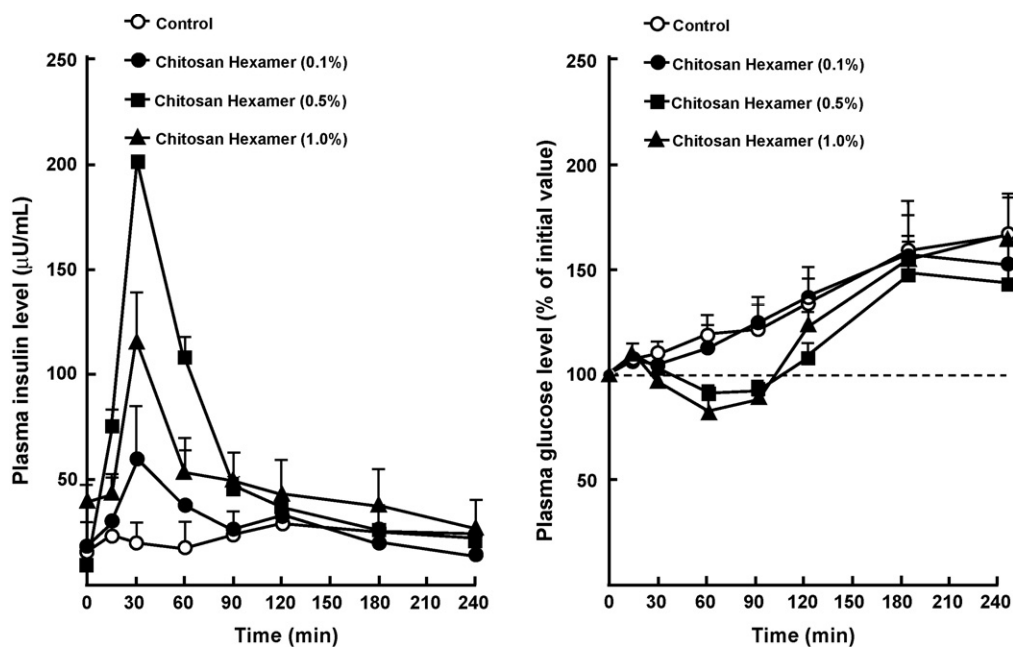 Control
Chitosan Hexamer (0.1%)
Chitosan Hexamer (0.5%)
Chitosan Hexamer (1.0%)
250
200
150
100
50
Plasma insulin level (μU/mL)
0 30 60 90 120 150 180 210 240
Time (min)
Control
Chitosan Hexamer (0.1%)
Chitosan Hexamer (0.5%)
Chitosan Hexamer (1.0%)
250
200
150
100
50
Plasma glucose level (% of initial value)
0 30 60 90 120 150 180 210 240
Time (min)